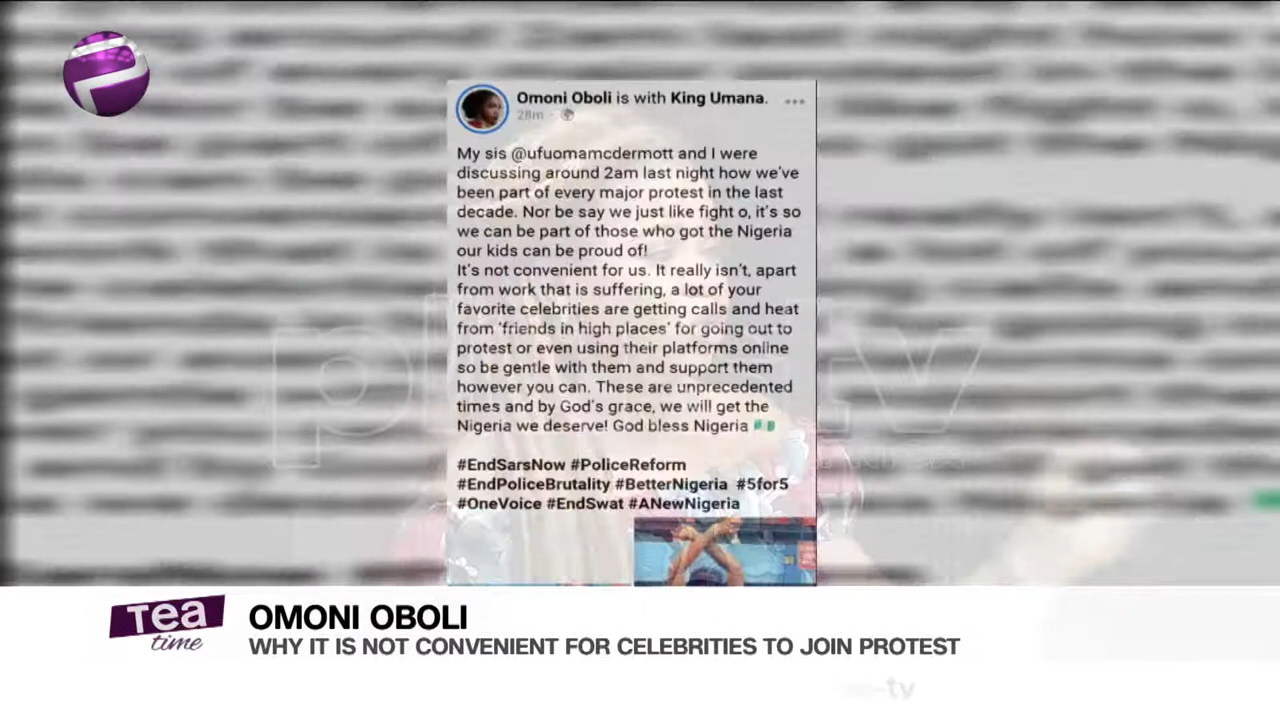 Omoni Oboli is with King Umana.
28m
My sis @ufuomamcdermott and I were
discussing around 2am last night how we've
been part of every major protest in the last
decade. Nor be say we just like fight o, it's so
we can be part of those who got the Nigeria
our kids can be proud of!
It's not convenient for us. It really isn't, apart
from work that is suffering, a lot of your
favorite celebrities are getting calls and heat
from 'friends in high places' for going out to
protest or even using their platforms online
so be gentle with them and support them
however you can. These are unprecedented
times and by God's grace, we will get the
Nigeria we deserve! God bless Nigeria 🇳🇬
#EndSarsNow #PoliceReform
#EndPoliceBrutality #BetterNigeria #5for5
#OneVoice #EndSwat #ANewNigeria
Tea
time
OMONI OBOLI
WHY IT IS NOT CONVENIENT FOR CELEBRITIES TO JOIN PROTEST